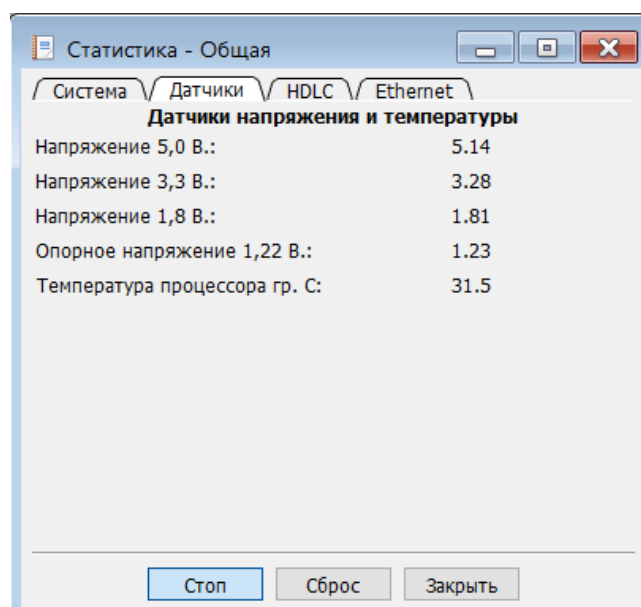 Статистика - Общая
Система Датчики HDLC Ethernet
Датчики напряжения и температуры
Напряжение 5,0 В.: 5.14
Напряжение 3,3 В.: 3.28
Напряжение 1,8 В.: 1.81
Опорное напряжение 1,22 В.: 1.23
Температура процессора гр. С: 31.5
Стоп Сброс Закрыть